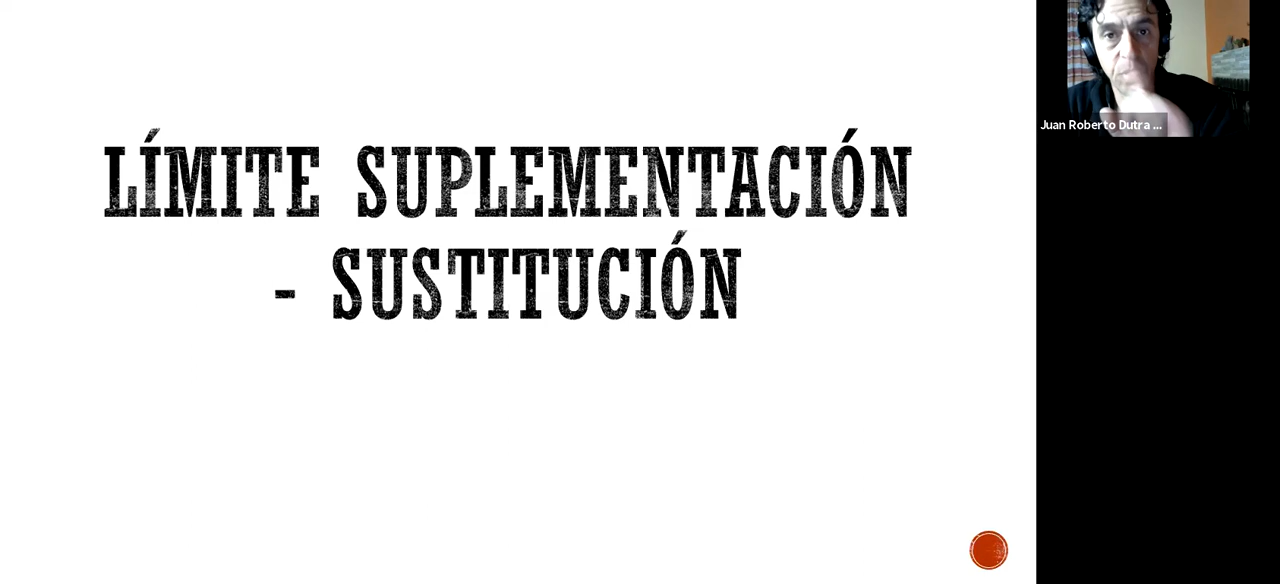 LÍMITE SUPLEMENTACIÓN
- SUSTITUCIÓN
Juan Roberto Dutra ...